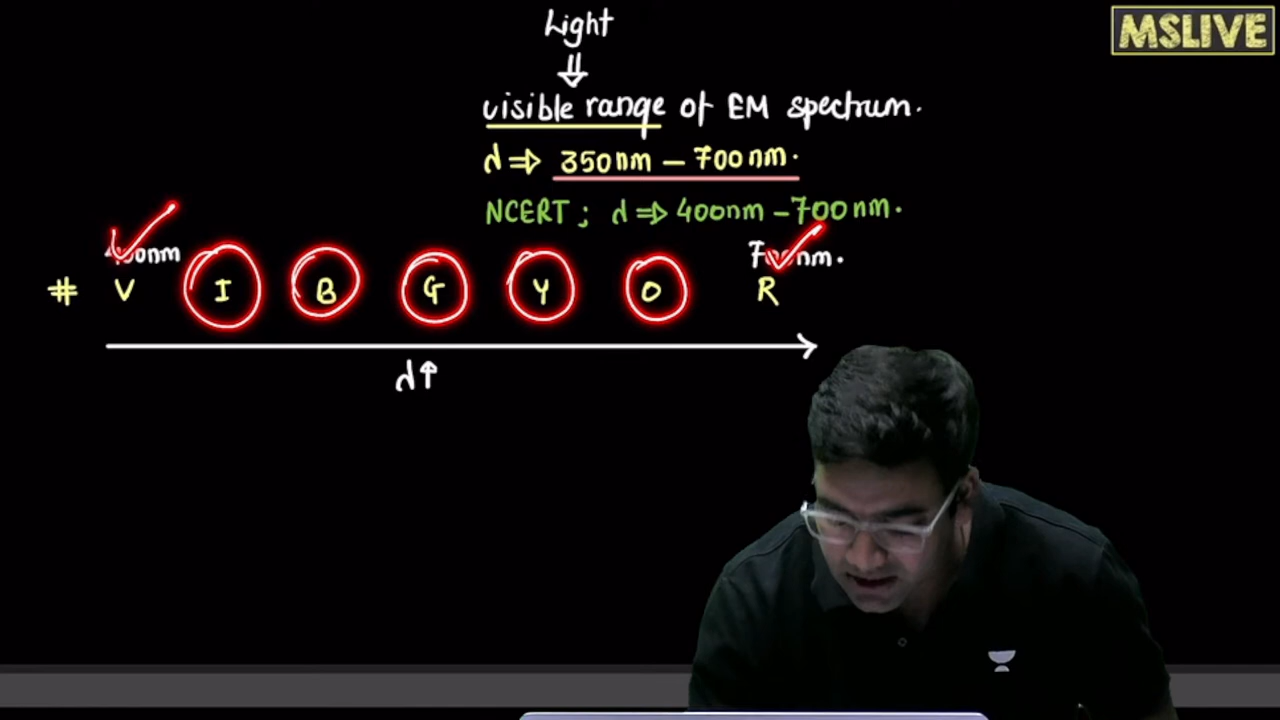 MSLIVE
Light
⇓
visible range of EM spectrum.
λ ⇒ 350nm – 700nm.
NCERT ; λ ⇒ 400nm – 700nm.
400nm 700nm.
# V I B G Y O R
λ↑